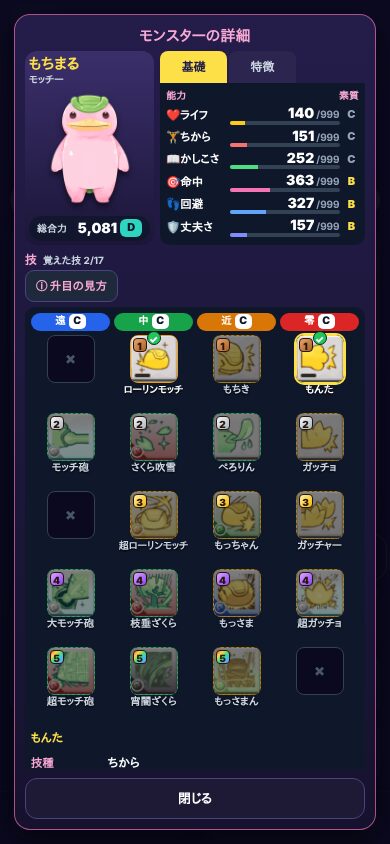 モンスターの詳細
もちまる
モッチー
総合力 5,081 D
基礎
特徴
能力 素質
ライフ 140 /999 C
ちから 151 /999 C
かしこさ 252 /999 C
命中 363 /999 B
回避 327 /999 B
丈夫さ 157 /999 B
技 覚えた技 2/17
ⓘ 升目の見方
遠 C 中 C 近 C 零 C
× 1 1 1
ローリンモッチ もちき もんた
2 2 2 2
モッチ砲 さくら吹雪 ぺろりん ガッチョ
× 3 3 3
超ローリンモッチ もっちゃん ガッチャー
4 4 4 4
大モッチ砲 枝垂ざくら もっさま 超ガッチョ
5 5 5 ×
超モッチ砲 宵闇ざくら もっさまん
もんた
技種 ちから
閉じる